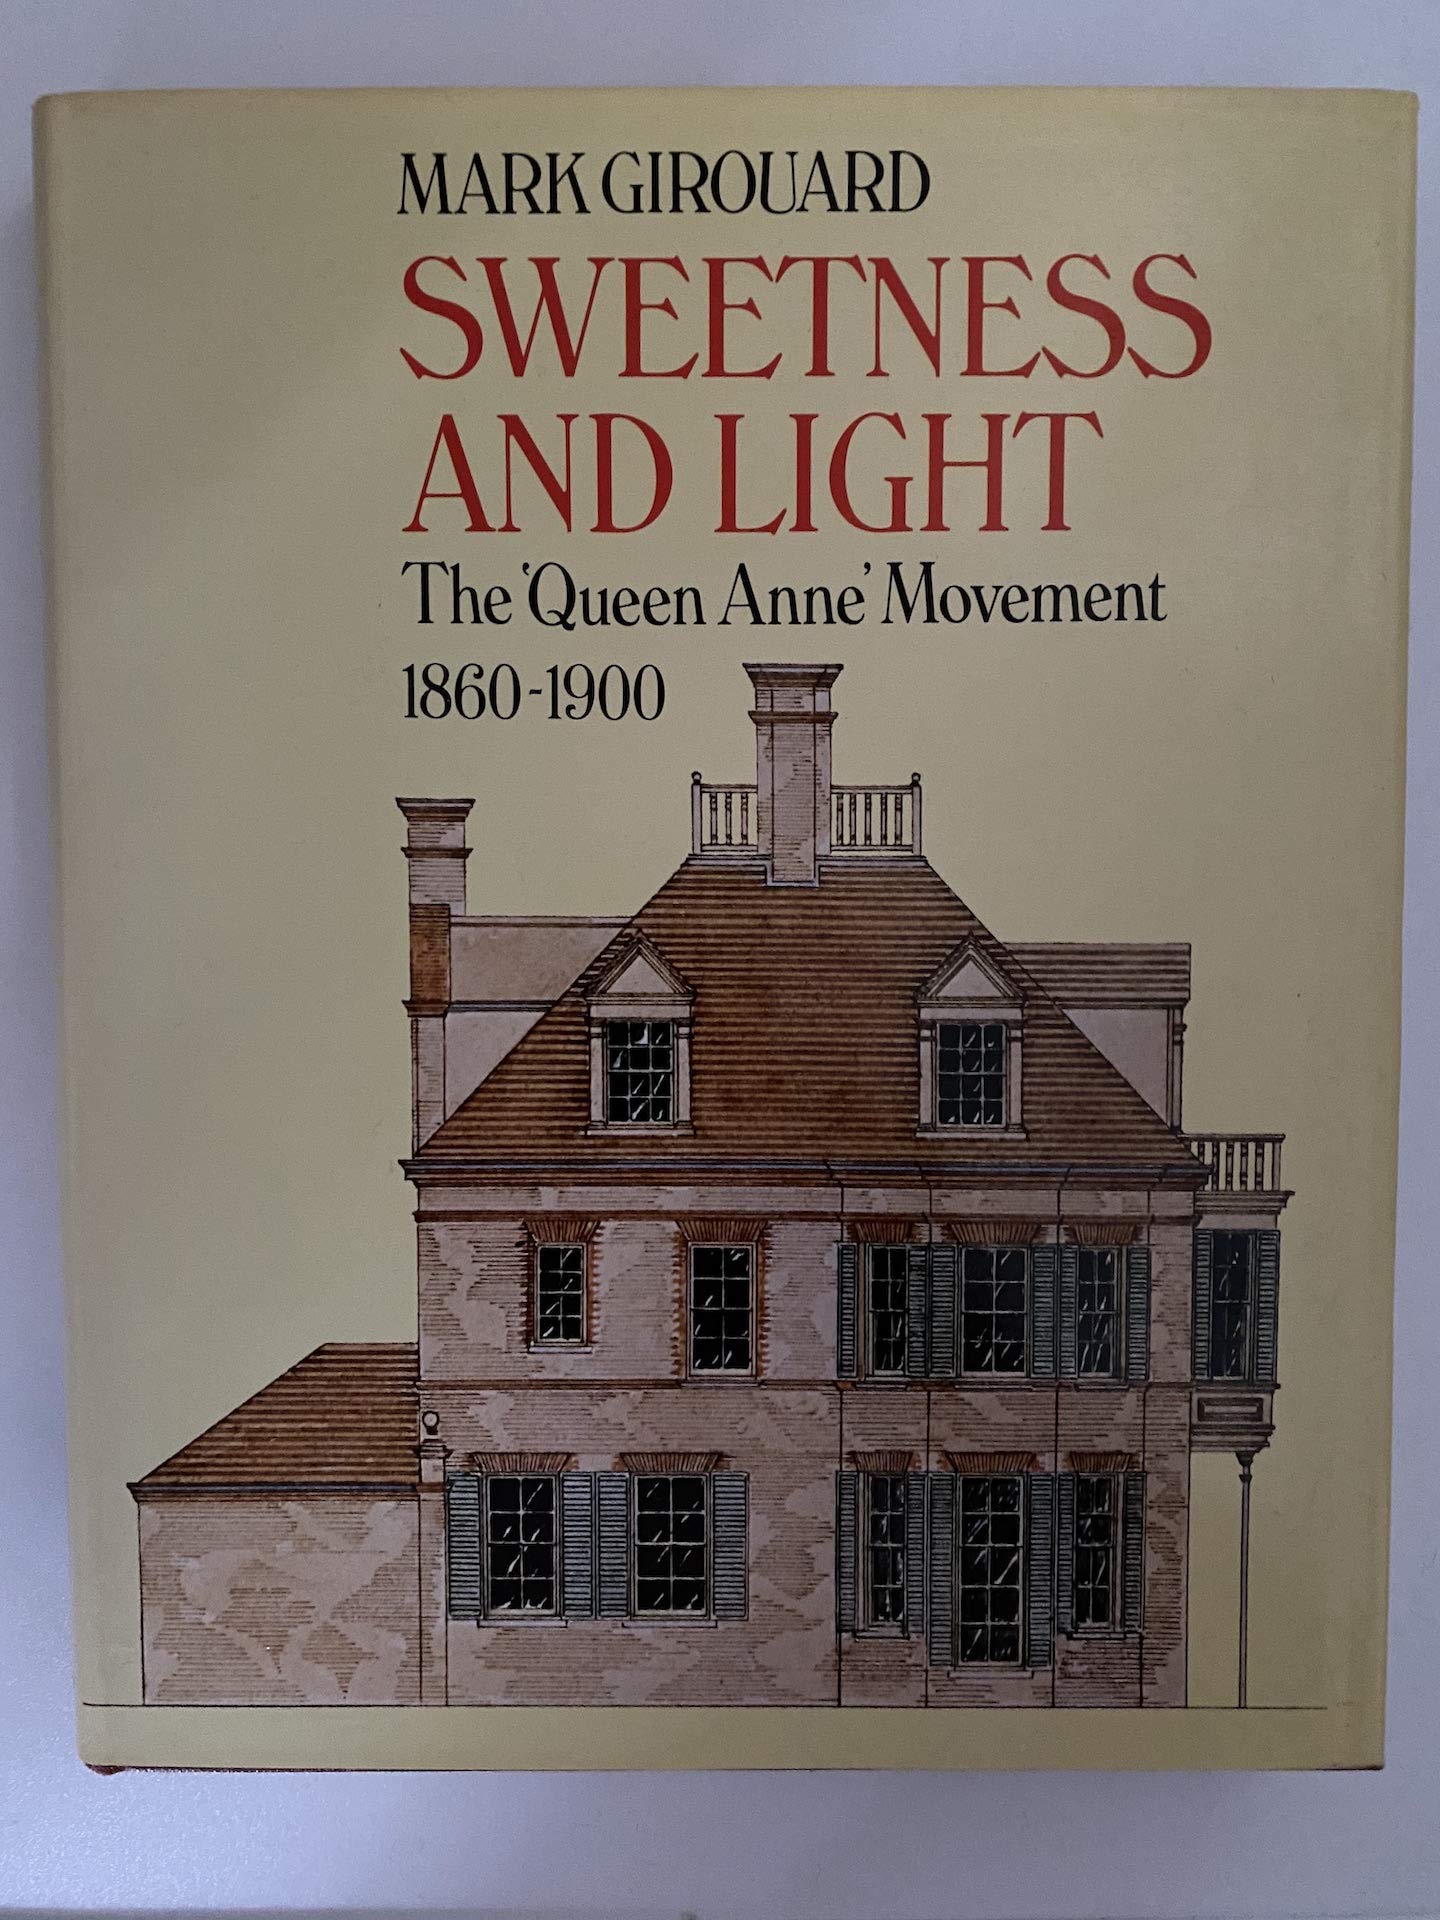 MARK GIROUARD
SWEETNESS
AND LIGHT
The ‘Queen Anne’ Movement
1860-1900